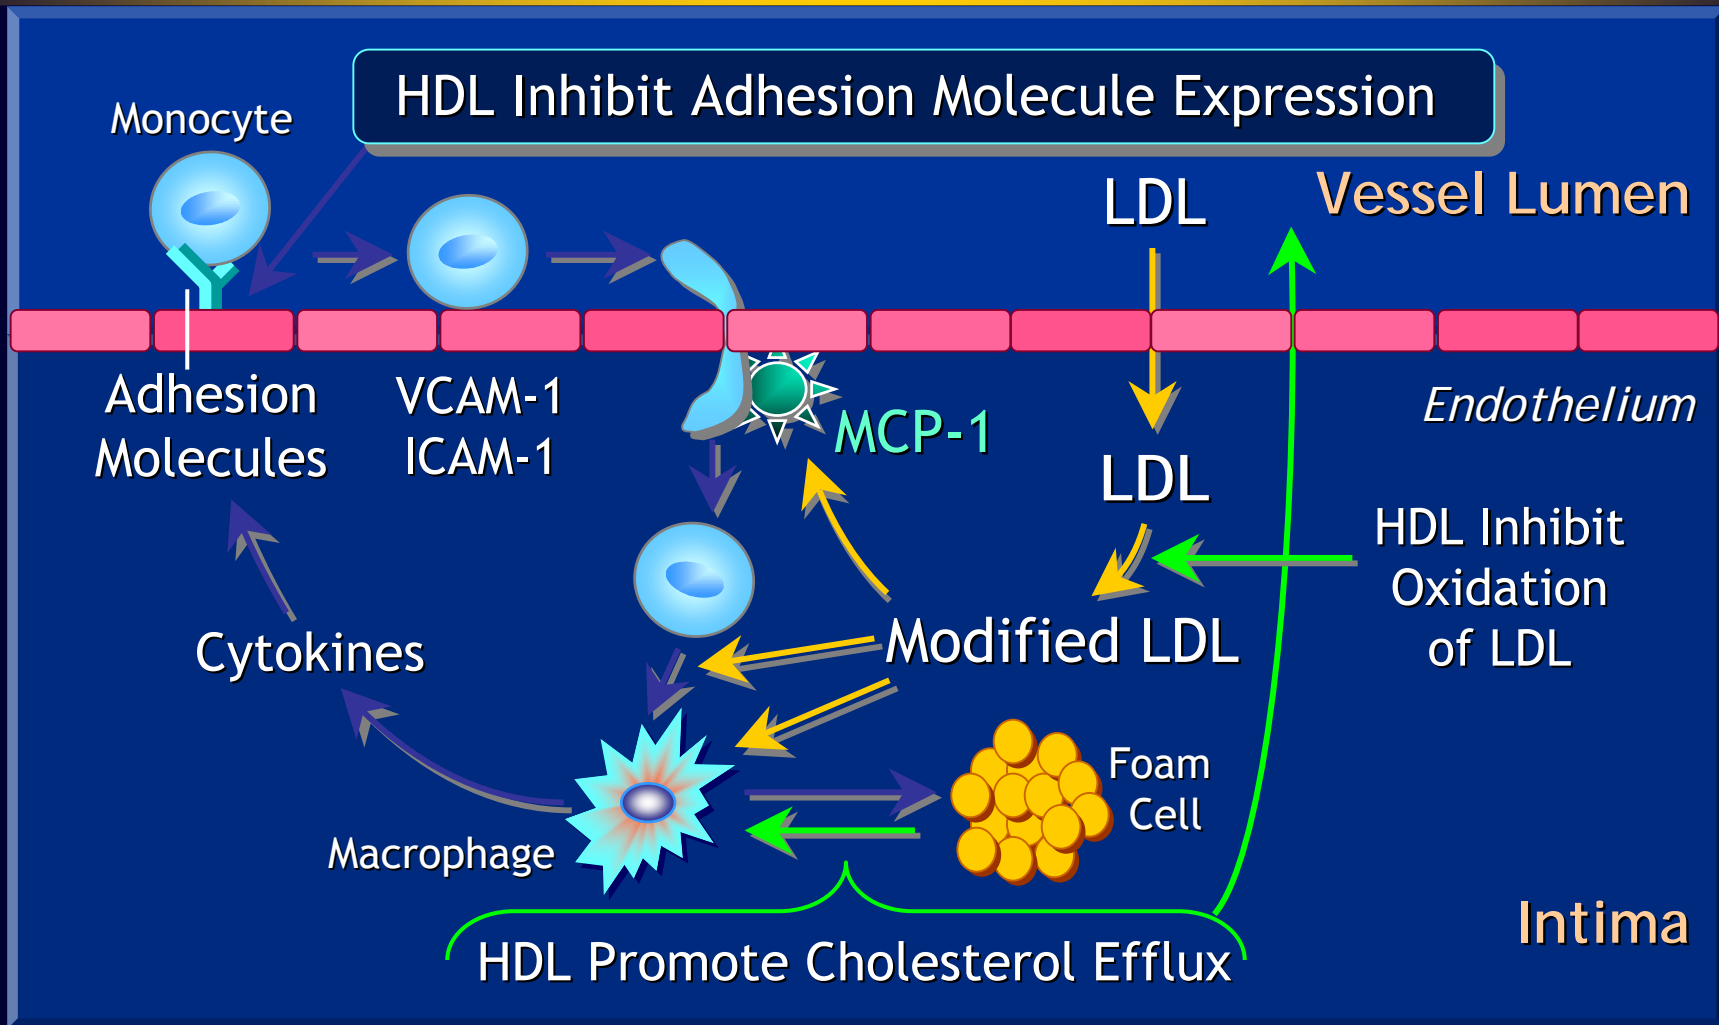 HDL Inhibit Adhesion Molecule Expression
Monocyte
LDL
Vessel Lumen
Adhesion
Molecules
VCAM-1
ICAM-1
MCP-1
Endothelium
LDL
HDL Inhibit
Oxidation
of LDL
Cytokines
Modified LDL
Foam
Cell
Macrophage
Intima
HDL Promote Cholesterol Efflux